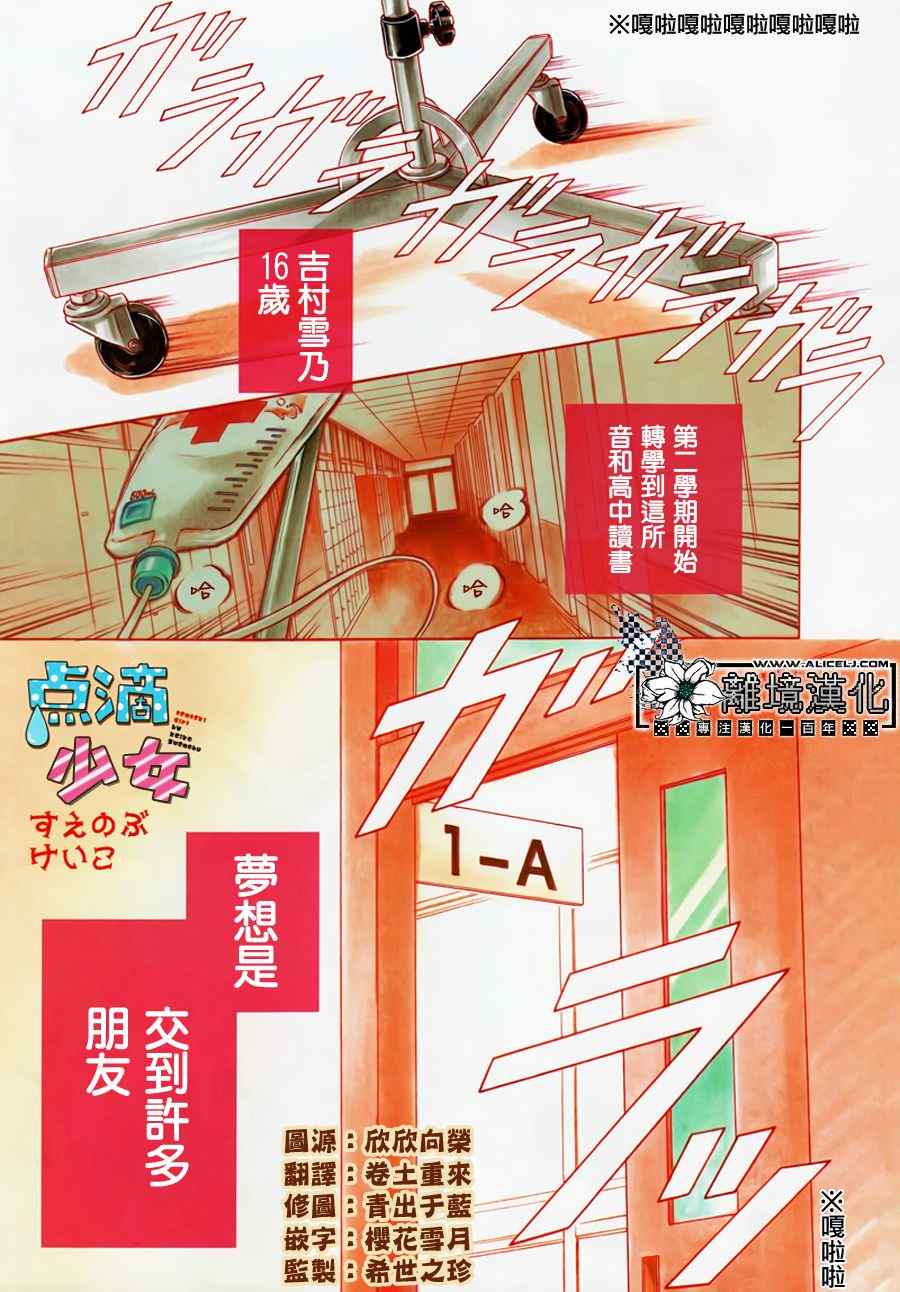 ※嘎啦嘎啦嘎啦嘎啦嘎啦
ガラガラガラガラガラ
吉村雪乃
16歲
第二學期開始
轉學到這所
音和高中讀書
哈
哈
哈
WWW.ALICELJ.COM
離境漢化
專注漢化一百年
ガラッ
1-A
点滴
少女
TENTEKI
GIRL
BY
KEIKO
SUENOBU
すえのぶ
けいこ
夢想是
交到許多
朋友
圖源：欣欣向榮
翻譯：卷土重來
修圖：青出于藍
嵌字：櫻花雪月
監製：希世之珍
※嘎啦啦